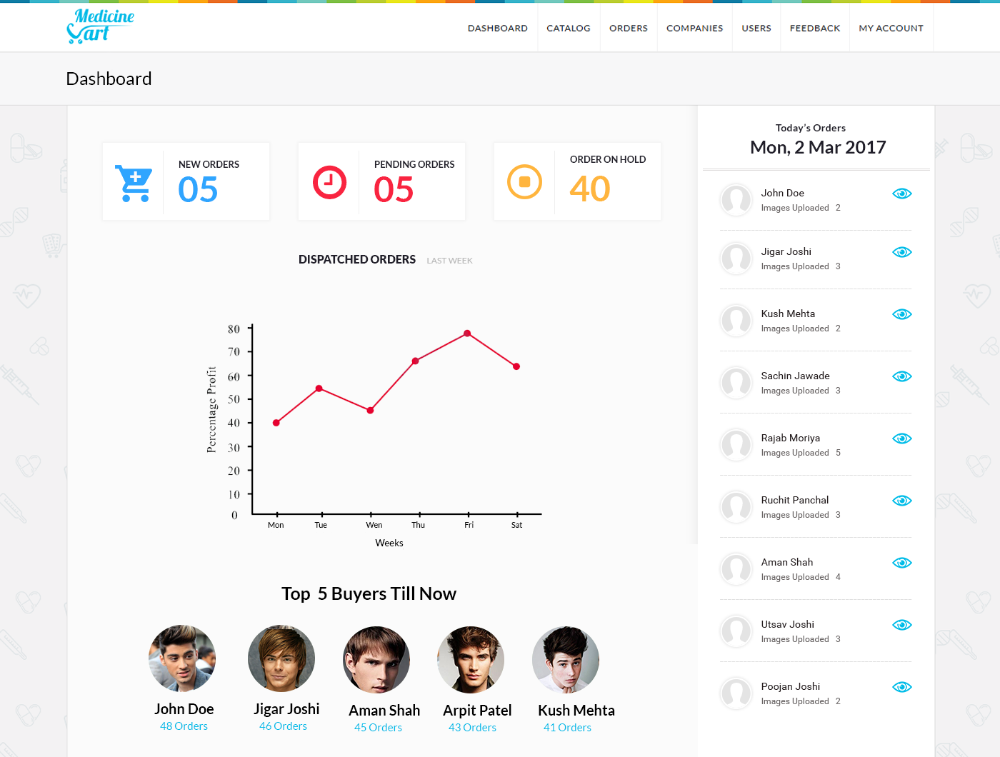 Medicine
Cart
DASHBOARD
CATALOG
ORDERS
COMPANIES
USERS
FEEDBACK
MY ACCOUNT
Dashboard
NEW ORDERS
05
PENDING ORDERS
05
ORDER ON HOLD
40
DISPATCHED ORDERS LAST WEEK
80
70
60
50
40
30
20
10
0
Percentage Profit
Mon Tue Wen Thu Fri Sat
Weeks
Top 5 Buyers Till Now
John Doe
48 Orders
Jigar Joshi
46 Orders
Aman Shah
45 Orders
Arpit Patel
43 Orders
Kush Mehta
41 Orders
Today's Orders
Mon, 2 Mar 2017
John Doe
Images Uploaded 2
Jigar Joshi
Images Uploaded 3
Kush Mehta
Images Uploaded 2
Sachin Jawade
Images Uploaded 3
Rajab Moriya
Images Uploaded 5
Ruchit Panchal
Images Uploaded 3
Aman Shah
Images Uploaded 4
Utsav Joshi
Images Uploaded 3
Poojan Joshi
Images Uploaded 2